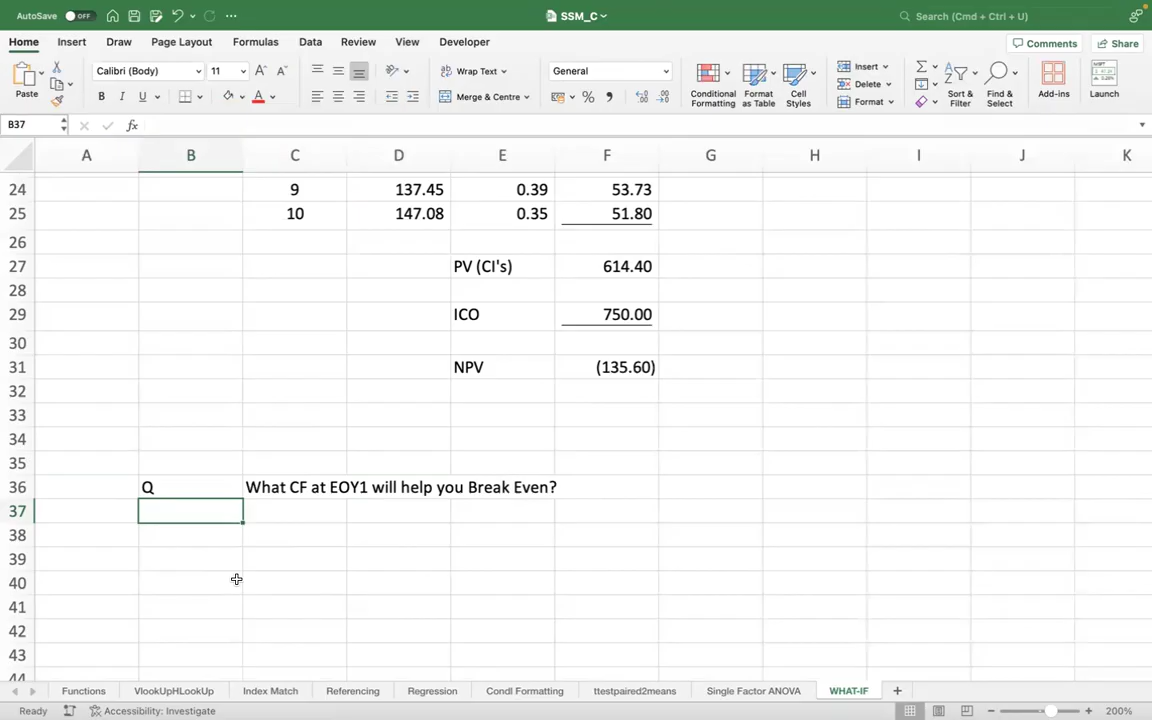 AutoSave OFF SSM_C Search (Cmd + Ctrl + U)
Home Insert Draw Page Layout Formulas Data Review View Developer Comments Share
Paste Calibri (Body) 11 A A Wrap Text General Insert Delete Format
B I U A Merge & Centre % Conditional Formatting Format as Table Cell Styles Sort & Filter Find & Select Add-ins Launch
B37 fx
A B C D E F G H I J K
24 9 137.45 0.39 53.73
25 10 147.08 0.35 51.80
26
27 PV (CI's) 614.40
28
29 ICO 750.00
30
31 NPV (135.60)
32
33
34
35
36 Q What CF at EOY1 will help you Break Even?
37
38
39
40
41
42
43
44
Functions VlookUpHLookUp Index Match Referencing Regression Condl Formatting ttestpaired2means Single Factor ANOVA WHAT-IF
Ready Accessibility: Investigate 200%